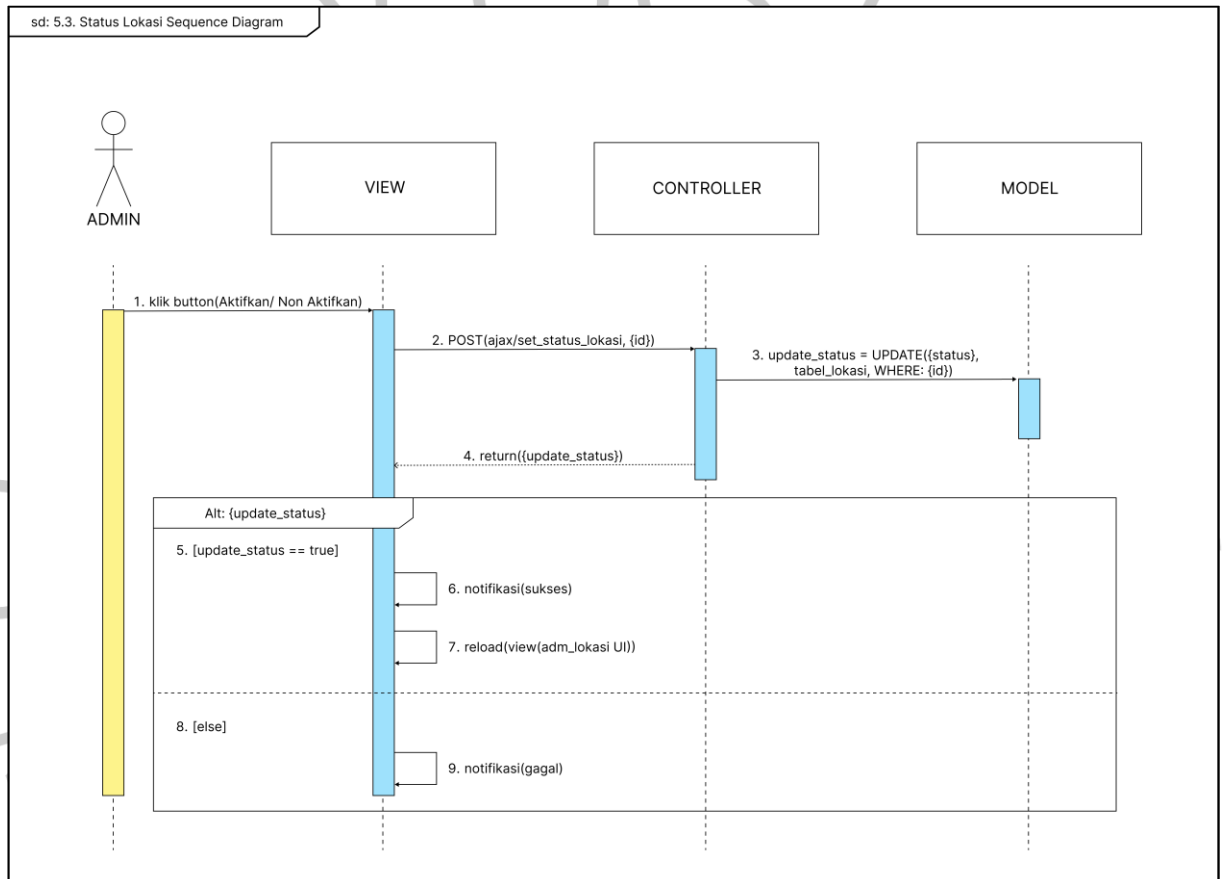 sd: 5.3. Status Lokasi Sequence Diagram
ADMIN
VIEW
CONTROLLER
MODEL
1. klik button(Aktifkan/ Non Aktifkan)
2. POST(ajax/set_status_lokasi, {id})
3. update_status = UPDATE({status},
tabel_lokasi, WHERE: {id})
4. return({update_status})
Alt: {update_status}
5. [update_status == true]
6. notifikasi(sukses)
7. reload(view(adm_lokasi UI))
8. [else]
9. notifikasi(gagal)